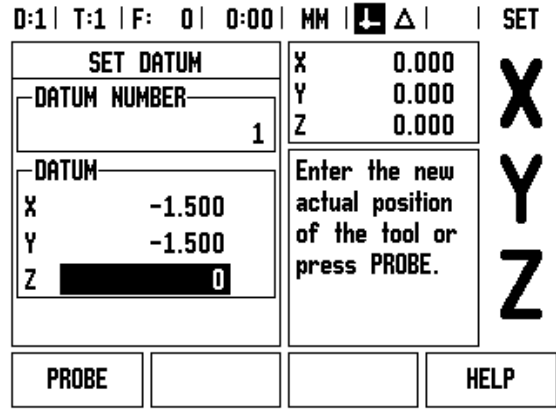 D:1 | T:1 | F: 0 | 0:00 | MM | Δ | | SET
SET DATUM
DATUM NUMBER
1
DATUM
X -1.500
Y -1.500
Z 0
X 0.000
Y 0.000
Z 0.000
Enter the new
actual position
of the tool or
press PROBE.
X
Y
Z
PROBE
HELP